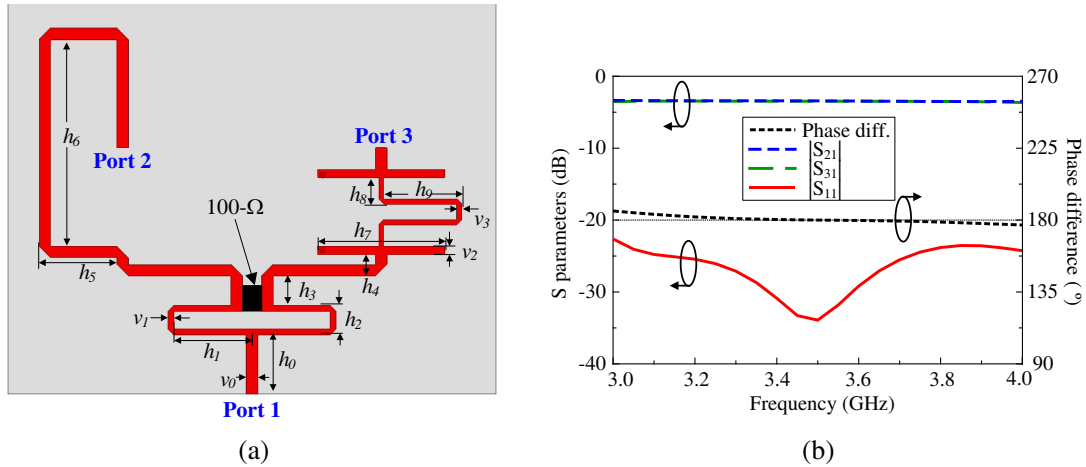 h6
Port 2
Port 3
h8
h9
v3
100-Ω
h7
v2
h5
h4
h3
v1
h2
h1
h0
v0
Port 1
(a)
0
-10
-20
-30
-40
S parameters (dB)
3.0
3.2
3.4
3.6
3.8
4.0
Frequency (GHz)
270
225
180
135
90
Phase difference (°)
Phase diff.
|S21|
|S31|
|S11|
(b)